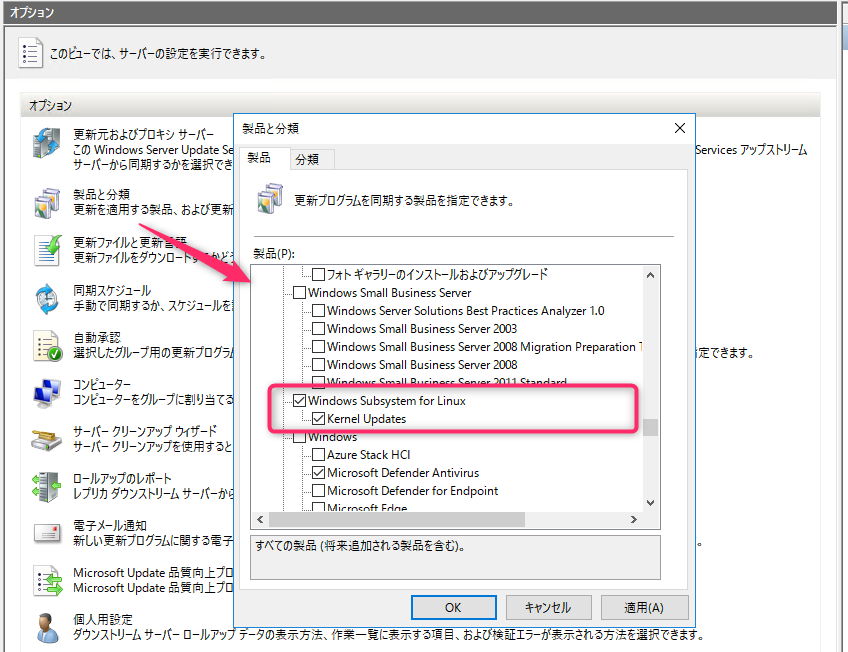 オプション
このビューでは、サーバーの設定を実行できます。
オプション
更新元およびプロキシ サーバー
この Windows Server Update Se
サーバーから同期するかを選択でき
Services アップストリーム
製品と分類
更新を適用する製品、および更新
更新ファイルと更新言語
更新ファイルをダウンロードするかどう
同期スケジュール
手動で同期するか、スケジュールを
自動承認
選択したグループ用の更新プログラム
定できます。
コンピューター
コンピューターをグループに割り当てる
サーバー クリーンアップ ウィザード
サーバー クリーンアップを使用すると
ロールアップのレポート
レプリカ ダウンストリーム サーバーから
電子メール通知
新しい更新プログラムに関する電子
。
Microsoft Update 品質向上プロ
Microsoft Update 品質向上プロ
個人用設定
ダウンストリーム サーバー ロールアップ データの表示方法、作業一覧に表示する項目、および検証エラーが表示される方法を選択できます。
製品と分類
製品
分類
更新プログラムを同期する製品を指定できます。
製品(P):
フォト ギャラリーのインストールおよびアップグレード
Windows Small Business Server
Windows Server Solutions Best Practices Analyzer 1.0
Windows Small Business Server 2003
Windows Small Business Server 2008 Migration Preparation T
Windows Small Business Server 2008
Windows Small Business Server 2011 Standard
Windows Subsystem for Linux
Kernel Updates
Windows
Azure Stack HCI
Microsoft Defender Antivirus
Microsoft Defender for Endpoint
Microsoft Edge
すべての製品 (将来追加される製品を含む)。
OK
キャンセル
適用(A)